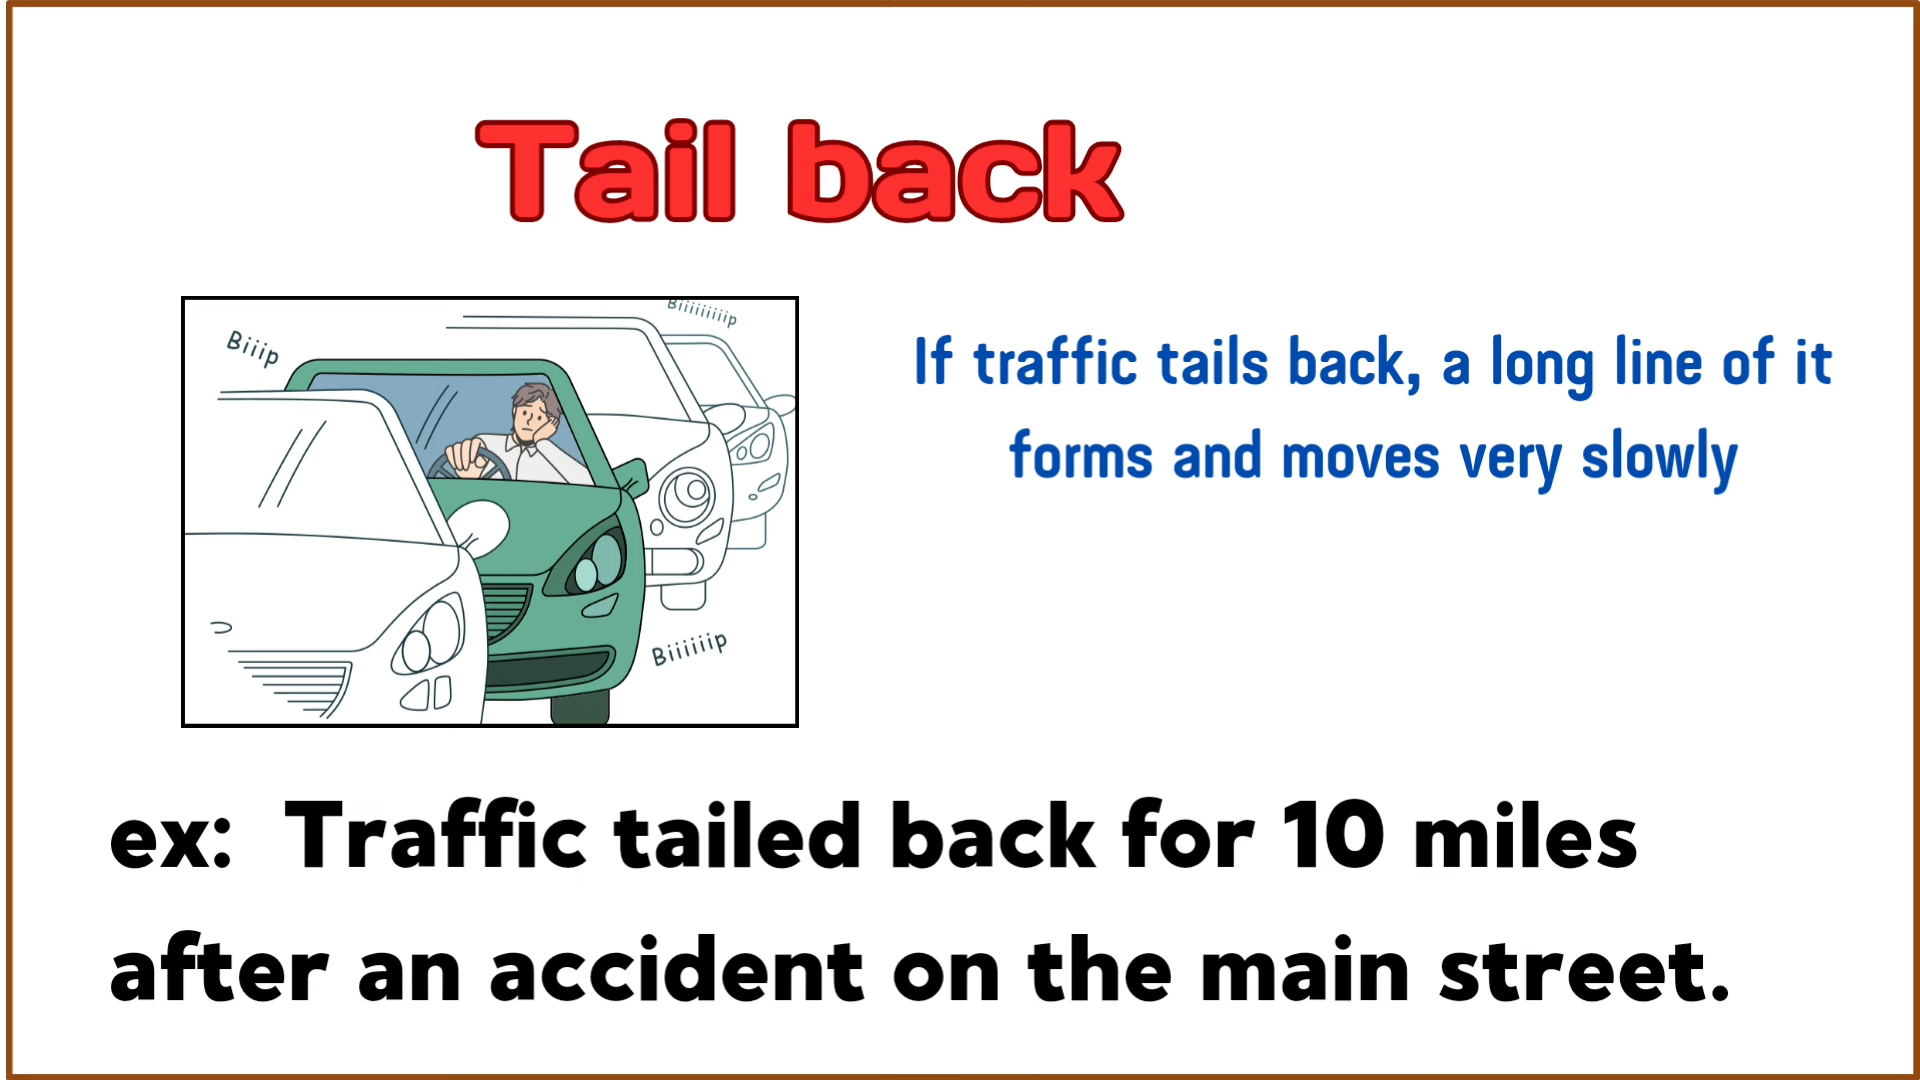 Tail back
Biiip
Biiiiiiiiip
If traffic tails back, a long line of it
forms and moves very slowly
Biiiiiip
ex: Traffic tailed back for 10 miles
after an accident on the main street.